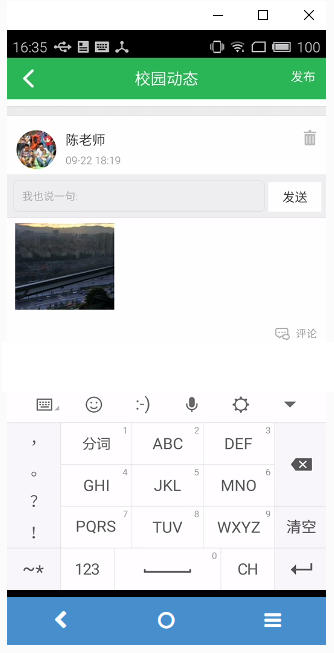 16:35 100
校园动态 发布
陈老师
09-22 18:19
我也说一句: 发送
评论
:-)
， 分词 1 ABC 2 DEF 3
。 GHI 4 JKL 5 MNO 6
？ PQRS 7 TUV 8 WXYZ 9 清空
！
~* 123 0 CH